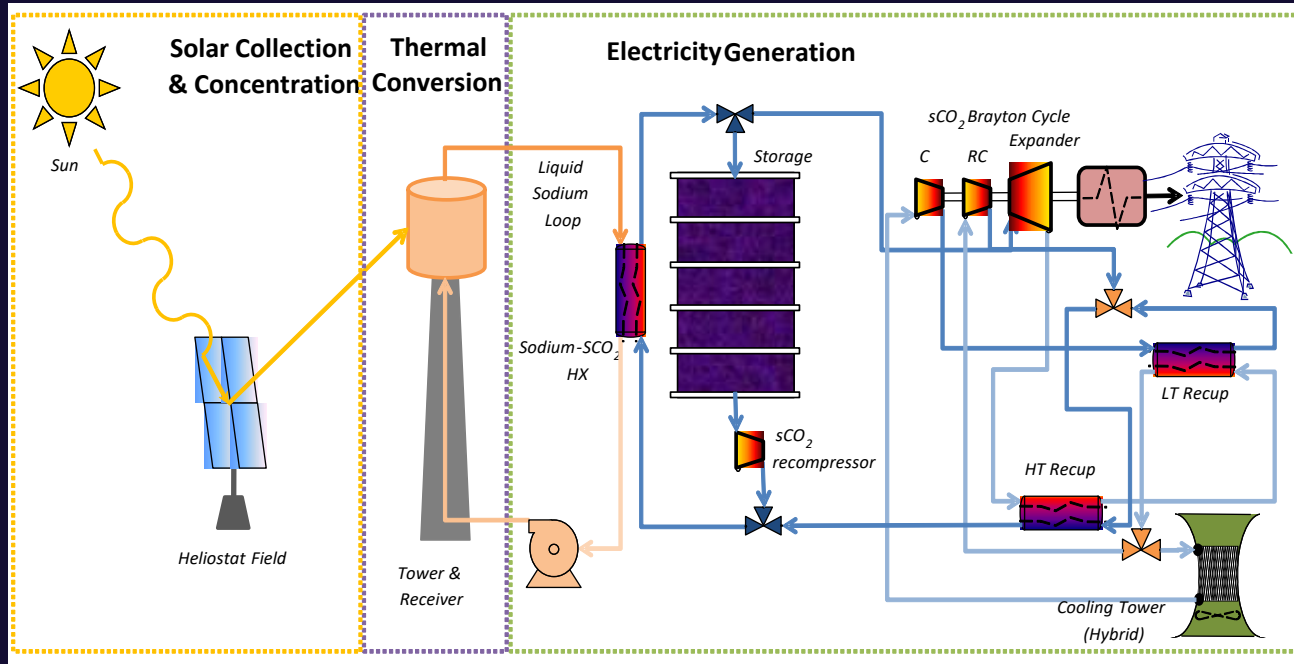 Solar Collection
& Concentration
Thermal
Conversion
Electricity Generation
Sun
Heliostat Field
Tower &
Receiver
Liquid
Sodium
Loop
Sodium-SCO2
HX
Storage
sCO2
recompressor
sCO2 Brayton Cycle
Expander
C
RC
LT Recup
HT Recup
Cooling Tower
(Hybrid)